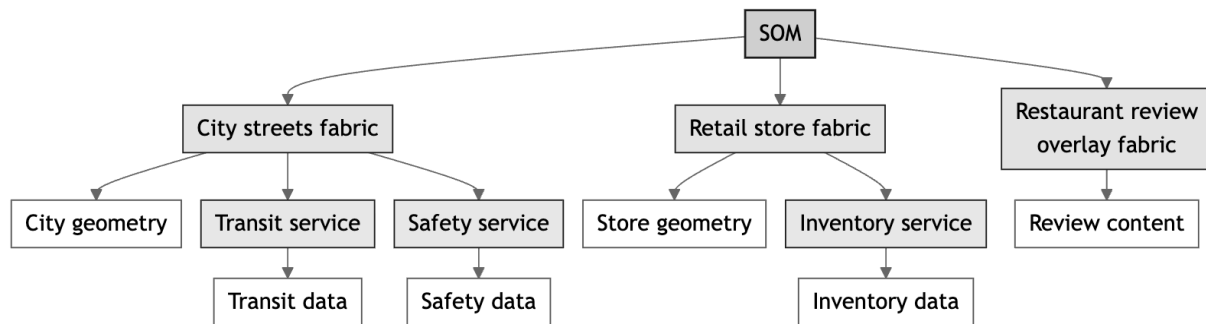 SOM
City streets fabric
Retail store fabric
Restaurant review
overlay fabric
City geometry
Transit service
Safety service
Store geometry
Inventory service
Review content
Transit data
Safety data
Inventory data